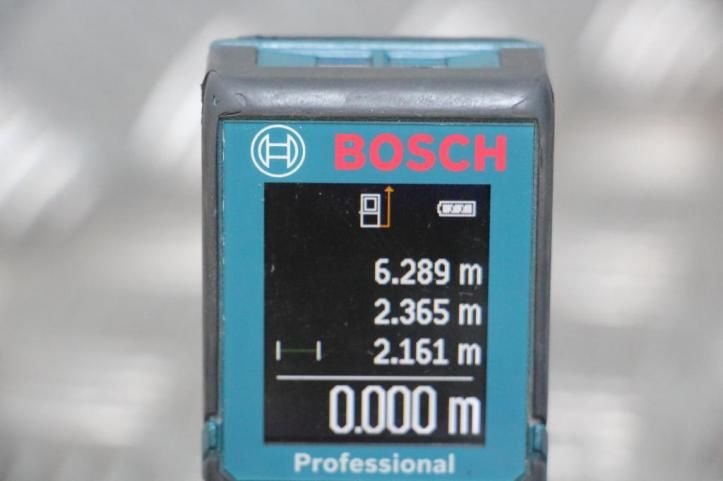 BOSCH
6.289 m
2.365 m
2.161 m
0.000 m
Professional